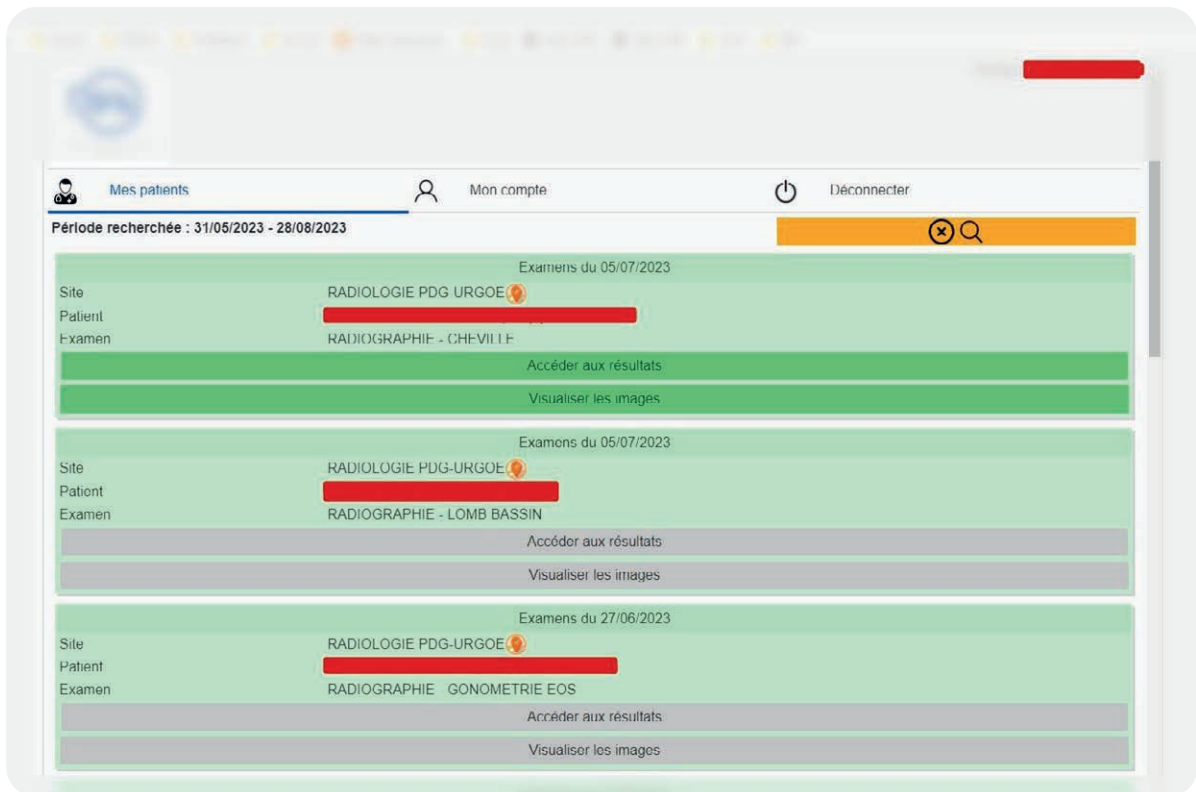 Mes patients Mon compte Déconnecter
Période recherchée : 31/05/2023 - 28/08/2023
Examens du 05/07/2023
Site RADIOLOGIE PDG URGOE
Patient
Examen RADIOGRAPHIE - CHEVILLE
Accéder aux résultats
Visualiser les images
Examens du 05/07/2023
Site RADIOLOGIE PDG-URGOE
Patient
Examen RADIOGRAPHIE - LOMB BASSIN
Accéder aux résultats
Visualiser les images
Examens du 27/06/2023
Site RADIOLOGIE PDG-URGOE
Patient
Examen RADIOGRAPHIE GONOMETRIE EOS
Accéder aux résultats
Visualiser les images